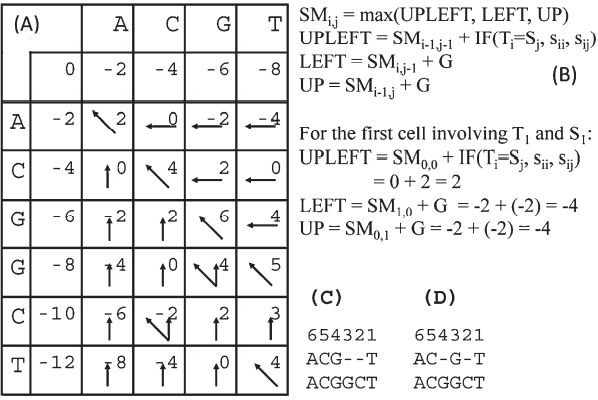 (A) A C G T
0 -2 -4 -6 -8
A -2 2 0 -2 -4
C -4 0 4 2 0
G -6 -2 2 6 4
G -8 -4 0 4 5
C -10 -6 -2 2 3
T -12 -8 -4 0 4
SMi,j = max(UPLEFT, LEFT, UP)
UPLEFT = SMi-1,j-1 + IF(Ti=Sj, sii, sij)
LEFT = SMi,j-1 + G
UP = SMi-1,j + G
(B)
For the first cell involving T1 and S1:
UPLEFT = SM0,0 + IF(Ti=Sj, sii, sij)
= 0 + 2 = 2
LEFT = SM1,0 + G = -2 + (-2) = -4
UP = SM0,1 + G = -2 + (-2) = -4
(C)
654321
ACG--T
ACGGCT
(D)
654321
AC-G-T
ACGGCT